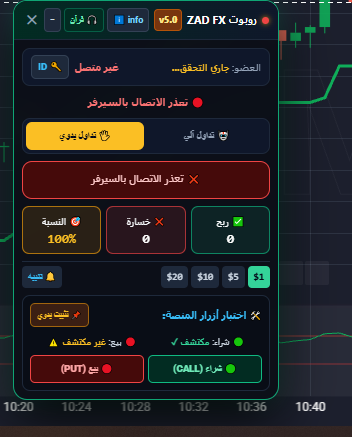 روبوت ZAD FX v5.0 info قرآن − ✕
العضو: جاري التحقق... غير متصل ID
تعذر الاتصال بالسيرفر
تداول آلي تداول يدوي
تعذر الاتصال بالسيرفر
ربح خسارة النسبة
0 0 100%
$1 $5 $10 $20 تنبيه
اختبار أزرار المنصة: تثبيت يدوي
شراء: مكتشف ✓ بيع: غير مكتشف
شراء (CALL) بيع (PUT)
10:20 10:24 10:28 10:32 10:36 10:40